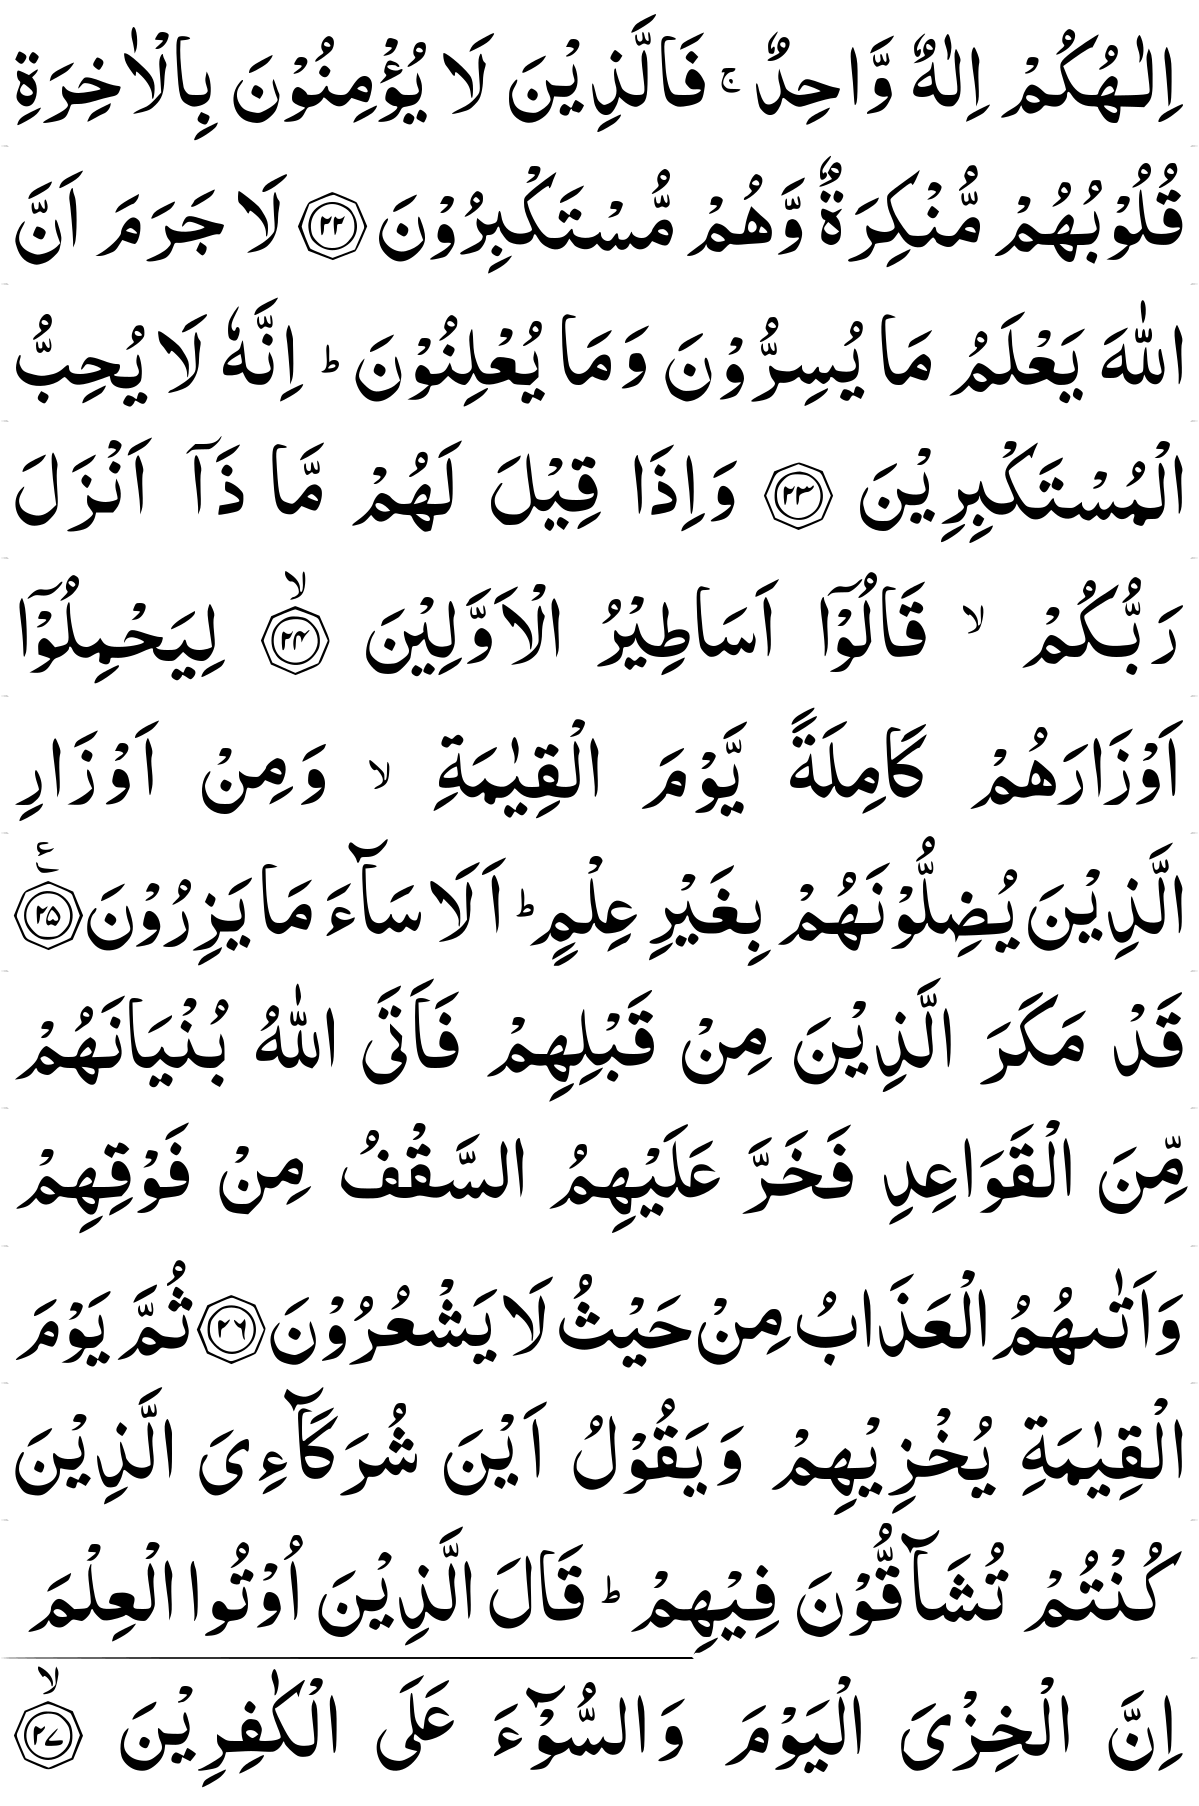 اِلٰـهُكُمْ اِلٰهٌ وَّاحِدٌ ۚ فَالَّذِيْنَ لَا يُؤْمِنُوْنَ بِالْاٰخِرَةِ
قُلُوْبُهُمْ مُّنْكِرَةٌ وَّهُمْ مُّسْتَكْبِرُوْنَ ﴿۲۲﴾ لَا جَرَمَ اَنَّ
اللّٰهَ يَعْلَمُ مَا يُسِرُّوْنَ وَمَا يُعْلِنُوْنَ ؕ اِنَّهٗ لَا يُحِبُّ
الْمُسْتَكْبِرِيْنَ ﴿۲۳﴾ وَاِذَا قِيْلَ لَهُمْ مَّا ذَاۤ اَنْزَلَ
رَبُّكُمْ ۙ قَالُوْۤا اَسَاطِيْرُ الْاَوَّلِيْنَ ۙ﴿۲۴﴾ لِيَحْمِلُوْۤا
اَوْزَارَهُمْ كَامِلَةً يَّوْمَ الْقِيٰمَةِ ۙ وَمِنْ اَوْزَارِ
الَّذِيْنَ يُضِلُّوْنَهُمْ بِغَيْرِ عِلْمٍ ؕ اَلَا سَآءَ مَا يَزِرُوْنَ ﴿۲۵﴾ ع
قَدْ مَكَرَ الَّذِيْنَ مِنْ قَبْلِهِمْ فَاَتَى اللّٰهُ بُنْيَانَهُمْ
مِّنَ الْقَوَاعِدِ فَخَرَّ عَلَيْهِمُ السَّقْفُ مِنْ فَوْقِهِمْ
وَاَتٰٮهُمُ الْعَذَابُ مِنْ حَيْثُ لَا يَشْعُرُوْنَ ﴿۲۶﴾ ثُمَّ يَوْمَ
الْقِيٰمَةِ يُخْزِيْهِمْ وَيَقُوْلُ اَيْنَ شُرَكَآءِىَ الَّذِيْنَ
كُنْتُمْ تُشَآقُّوْنَ فِيْهِمْ ؕ قَالَ الَّذِيْنَ اُوْتُوا الْعِلْمَ
اِنَّ الْخِزْىَ الْيَوْمَ وَالسُّوْۤءَ عَلَى الْكٰفِرِيْنَ ۙ﴿۲۷﴾